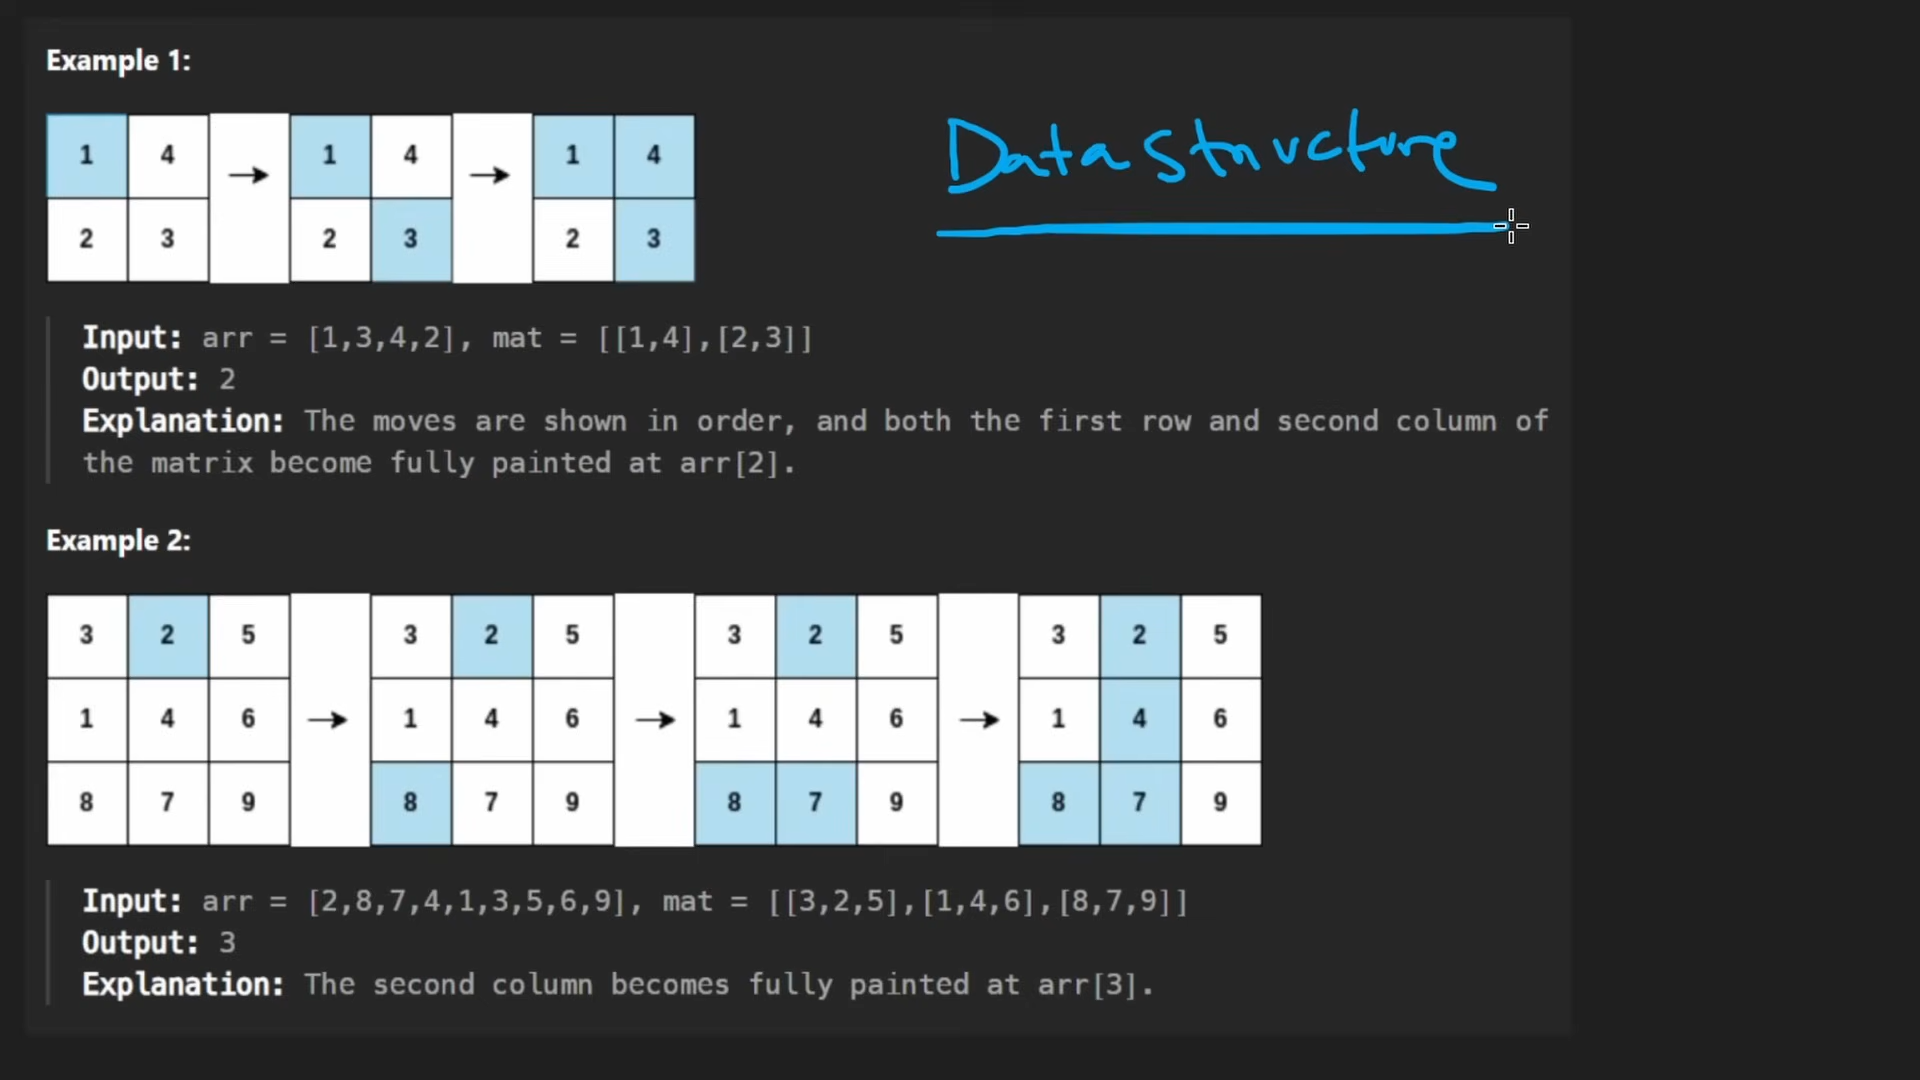 Example 1:
Data Structure
1 4 → 1 4 → 1 4
2 3 2 3 2 3
Input: arr = [1,3,4,2], mat = [[1,4],[2,3]]
Output: 2
Explanation: The moves are shown in order, and both the first row and second column of
the matrix become fully painted at arr[2].
Example 2:
3 2 5 3 2 5 3 2 5 3 2 5
1 4 6 → 1 4 6 → 1 4 6 → 1 4 6
8 7 9 8 7 9 8 7 9 8 7 9
Input: arr = [2,8,7,4,1,3,5,6,9], mat = [[3,2,5],[1,4,6],[8,7,9]]
Output: 3
Explanation: The second column becomes fully painted at arr[3].